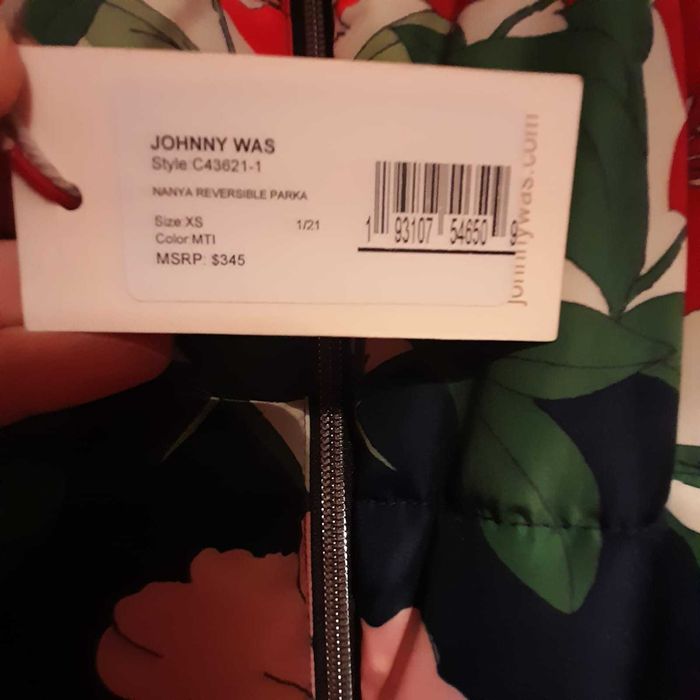 JOHNNY WAS
Style C43621-1
NANYA REVERSIBLE PARKA
Size:XS 1/21
Color:MTI
MSRP: $345
1 93107 54650 9
johnnywas.com